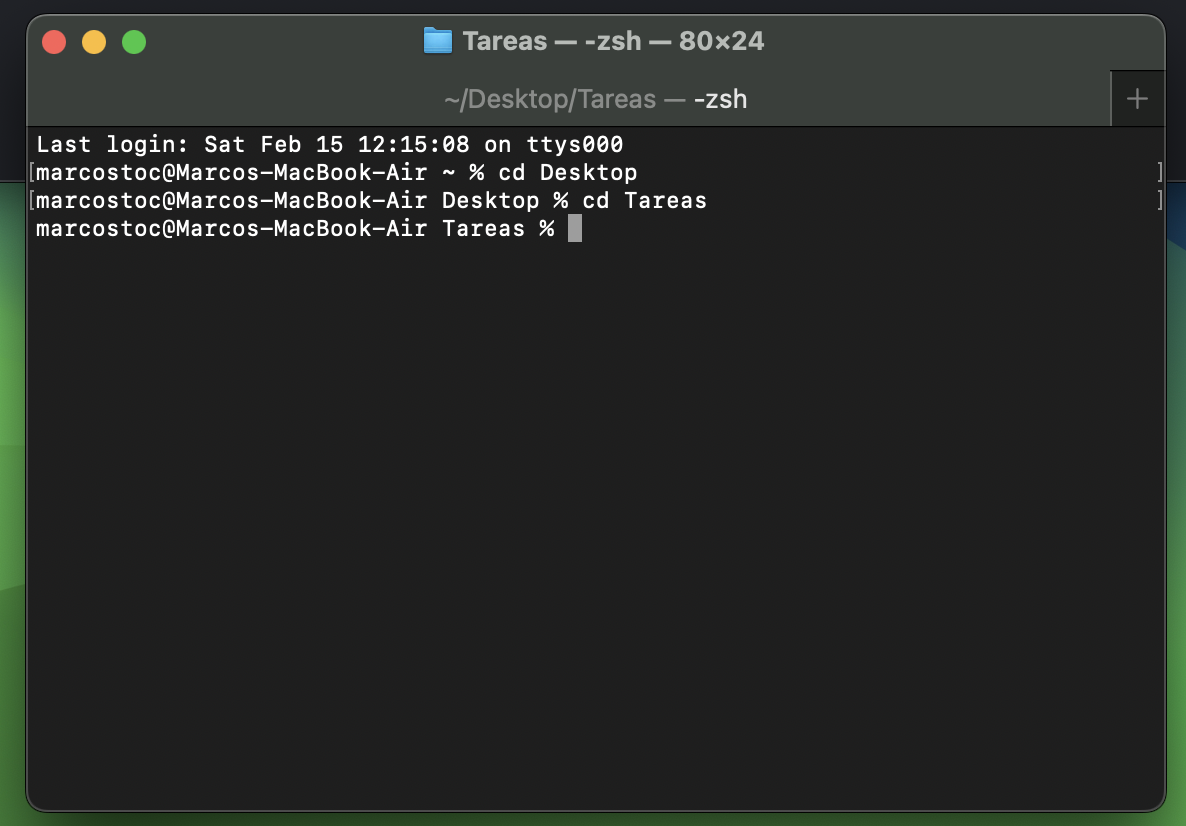 Tareas — -zsh — 80×24
~/Desktop/Tareas — -zsh
Last login: Sat Feb 15 12:15:08 on ttys000
[marcostoc@Marcos-MacBook-Air ~ % cd Desktop ]
[marcostoc@Marcos-MacBook-Air Desktop % cd Tareas ]
marcostoc@Marcos-MacBook-Air Tareas %